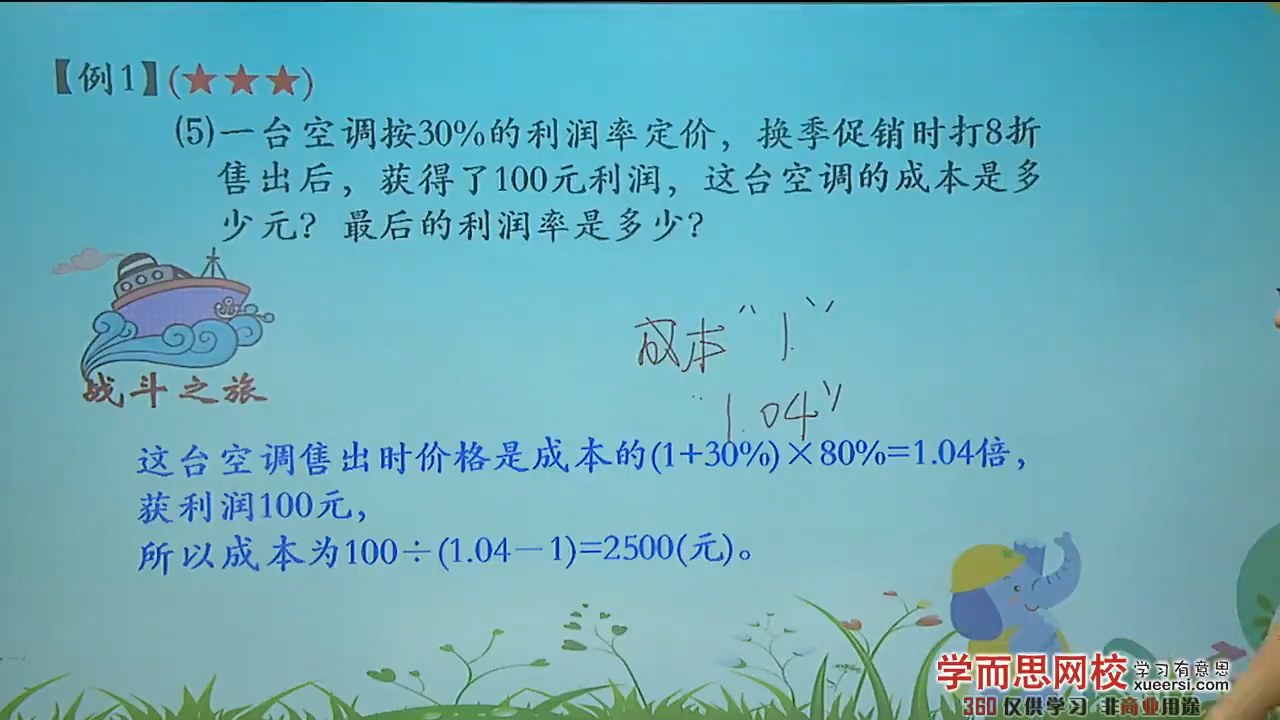 【例1】(★★★)
(5)一台空调按30%的利润率定价，换季促销时打8折
售出后，获得了100元利润，这台空调的成本是多
少元？最后的利润率是多少？
成本“1”
1.04”
战斗之旅
这台空调售出时价格是成本的(1+30%)×80%=1.04倍，
获利润100元，
所以成本为100÷(1.04－1)=2500(元)。
学而思网校 学习有意思
xueersi.com
360 仅供学习 非商业用途